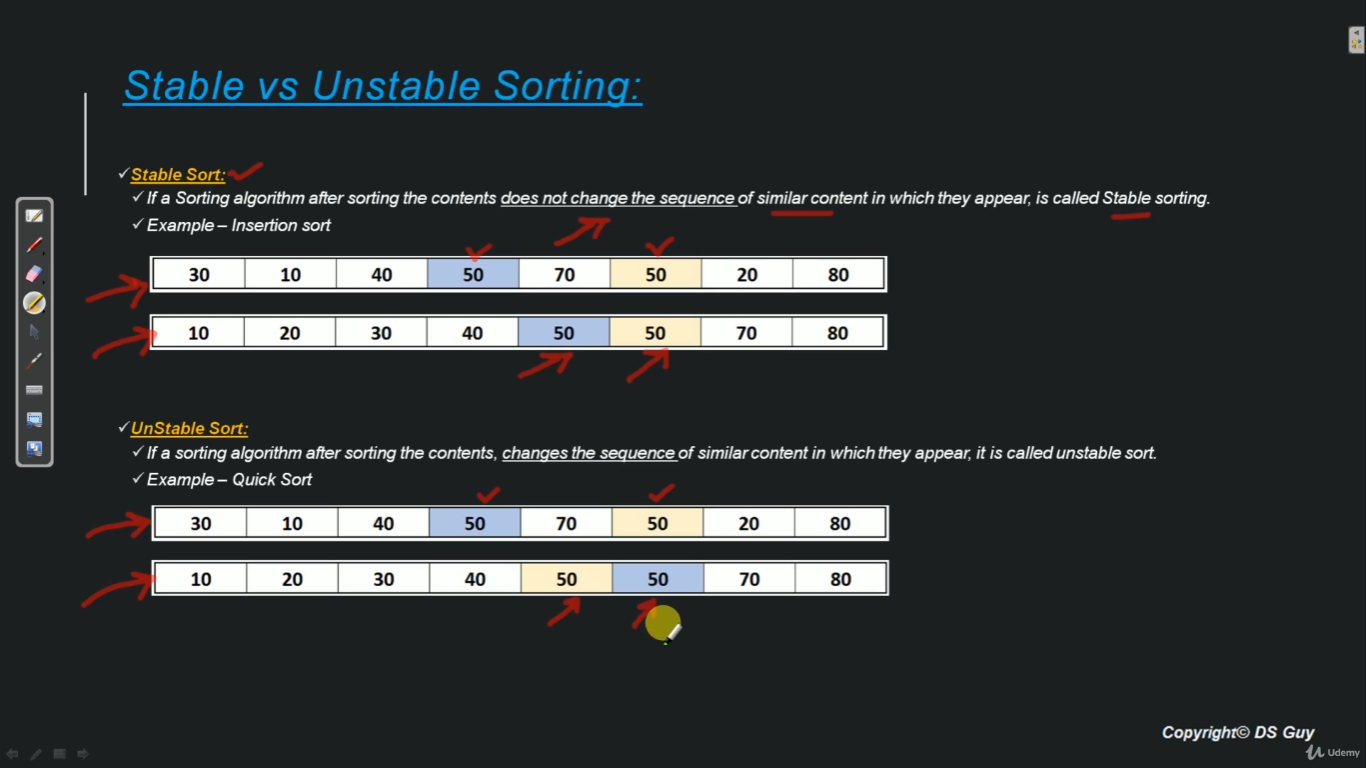 Stable vs Unstable Sorting:
Stable Sort:
If a Sorting algorithm after sorting the contents does not change the sequence of similar content in which they appear, is called Stable sorting.
Example – Insertion sort
30 10 40 50 70 50 20 80
10 20 30 40 50 50 70 80
UnStable Sort:
If a sorting algorithm after sorting the contents, changes the sequence of similar content in which they appear, it is called unstable sort.
Example – Quick Sort
30 10 40 50 70 50 20 80
10 20 30 40 50 50 70 80
Copyright© DS Guy
Udemy